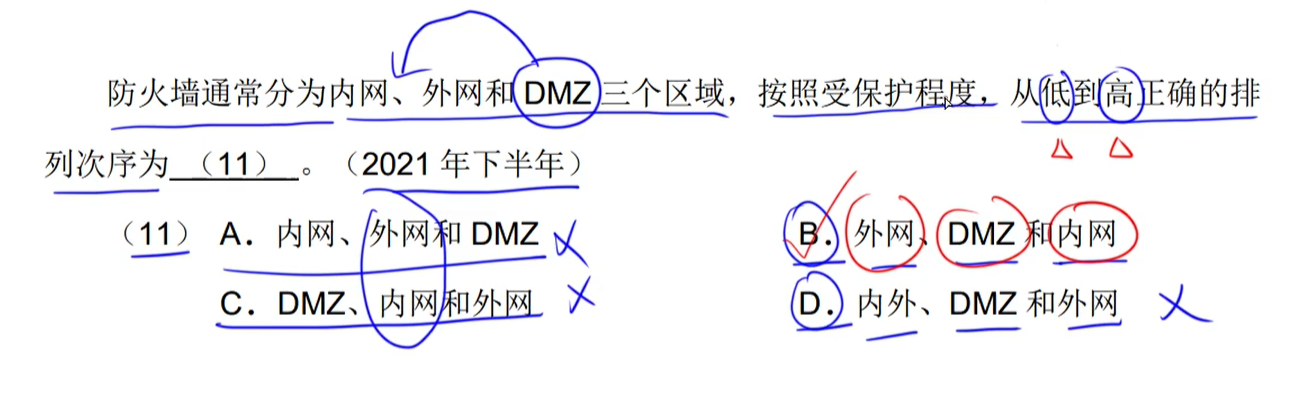 防火墙通常分为内网、外网和 DMZ 三个区域，按照受保护程度，从低到高正确的排
列次序为 （11） 。（2021 年下半年）
（11） A．内网、外网和 DMZ B．外网、DMZ 和内网
C．DMZ、内网和外网 D．内外、DMZ 和外网